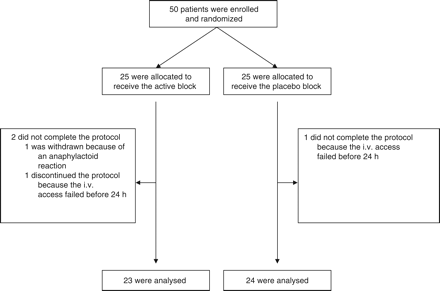 50 patients were enrolled
and randomized
25 were allocated to
receive the active block
25 were allocated to
receive the placebo block
2 did not complete the protocol
1 was withdrawn because of
an anaphylactoid
reaction
1 discontinued the protocol
because the i.v.
access failed before 24 h
1 did not complete the protocol
because the i.v. access
failed before 24 h
23 were analysed
24 were analysed